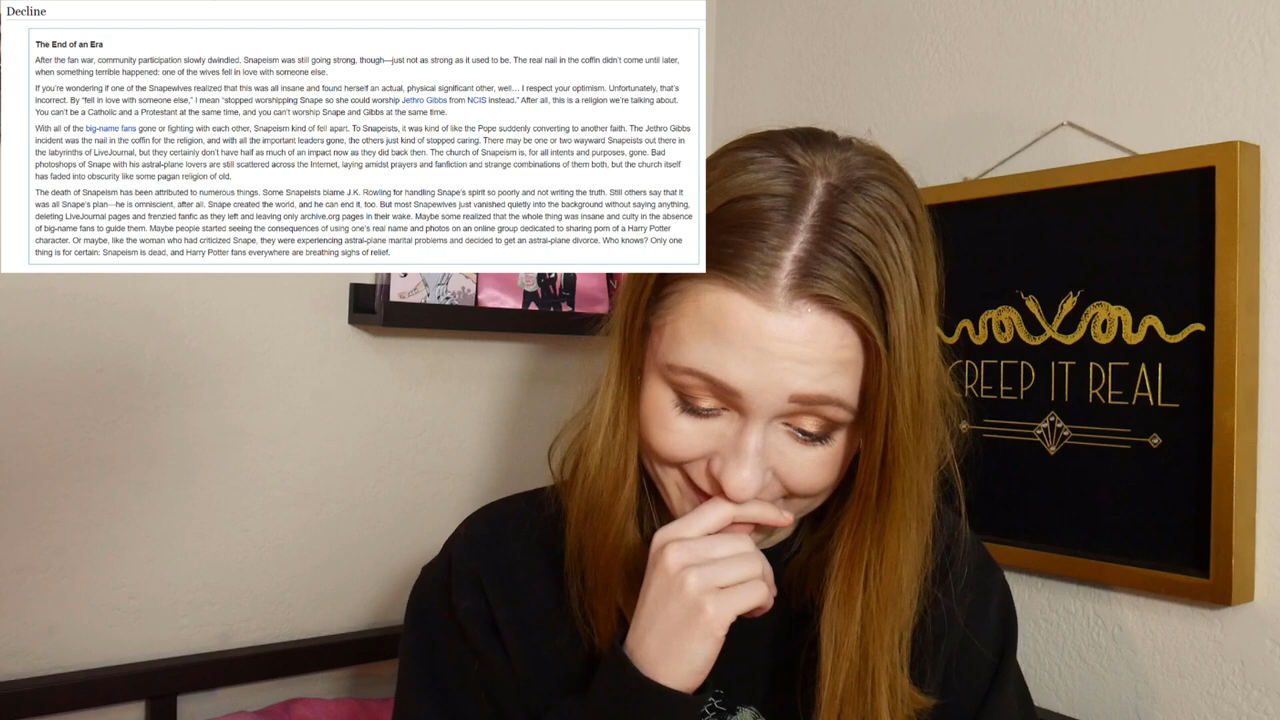 Decline
The End of an Era
After the fan war, community participation slowly dwindled. Snapeism was still going strong, though—just not as strong as it used to be. The real nail in the coffin didn't come until later,
when something terrible happened: one of the wives fell in love with someone else.
If you're wondering if one of the Snapewives realized that this was all insane and found herself an actual, physical significant other, well… I respect your optimism. Unfortunately, that's
incorrect. By “fell in love with someone else,” I mean “stopped worshipping Snape so she could worship Jethro Gibbs from NCIS instead.” After all, this is a religion we're talking about.
You can't be a Catholic and a Protestant at the same time, and you can't worship Snape and Gibbs at the same time.
With all of the big-name fans gone or fighting with each other, Snapeism kind of fell apart. To Snapeists, it was kind of like the Pope suddenly converting to another faith. The Jethro Gibbs
incident was the nail in the coffin for the religion, and with all the important leaders gone, the others just kind of stopped caring. There may be one or two wayward Snapeists out there in
the labyrinths of LiveJournal, but they certainly don't have half as much of an impact now as they did back then. The church of Snapeism is, for all intents and purposes, gone. Bad
photoshops of Snape with his astral-plane lovers are still scattered across the Internet, laying amidst prayers and fanfiction and strange combinations of them both, but the church itself
has faded into obscurity like some pagan religion of old.
The death of Snapeism has been attributed to numerous things. Some Snapeists blame J.K. Rowling for handling Snape's spirit so poorly and not writing the truth. Still others say that it
was all Snape's plan—he is omniscient, after all. Snape created the world, and he can end it, too. But most Snapewives just vanished quietly into the background without saying anything,
deleting LiveJournal pages and frenzied fanfic as they left and leaving only archive.org pages in their wake. Maybe some realized that the whole thing was insane and culty in the absence
of big-name fans to guide them. Maybe people started seeing the consequences of using one's real name and photos on an online group dedicated to sharing porn of a Harry Potter
character. Or maybe, like the woman who had criticized Snape, they were experiencing astral-plane marital problems and decided to get an astral-plane divorce. Who knows? Only one
thing is for certain: Snapeism is dead, and Harry Potter fans everywhere are breathing sighs of relief.
CREEP IT REAL